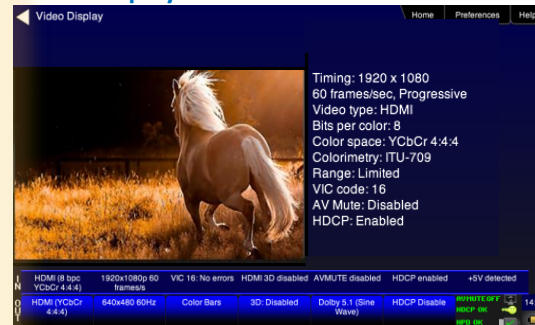 Video Display
Home
Preferences
Help
Timing: 1920 x 1080
60 frames/sec, Progressive
Video type: HDMI
Bits per color: 8
Color space: YCbCr 4:4:4
Colorimetry: ITU-709
Range: Limited
VIC code: 16
AV Mute: Disabled
HDCP: Enabled
IN
HDMI (8 bpc
YCbCr 4:4:4)
1920x1080p 60
frames/s
VIC 16: No errors
HDMI 3D disabled
AVMUTE disabled
HDCP enabled
+5V detected
OUT
HDMI (YCbCr
4:4:4)
640x480 60Hz
Color Bars
3D: Disabled
Dolby 5.1 (Sine
Wave)
HDCP Disable
AVMUTE OFF
HDCP OK
HPD OK
14: